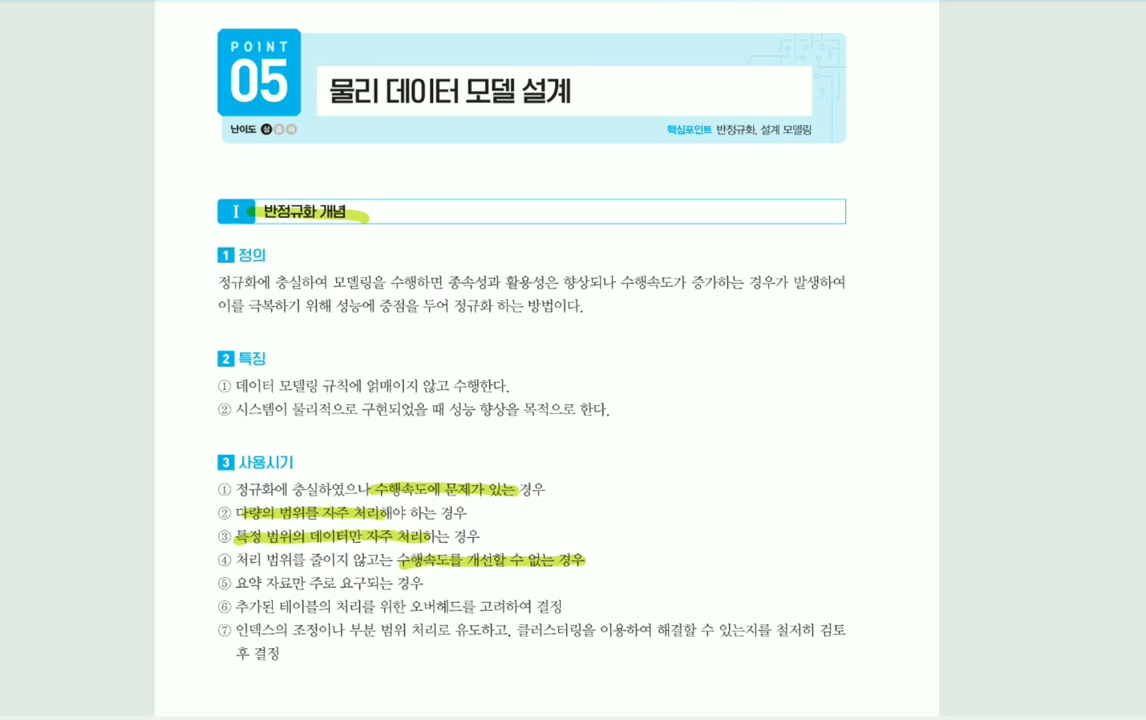 POINT
05
물리 데이터 모델 설계
난이도 상 중 하
핵심포인트 반정규화, 설계 모델링
I 반정규화 개념
1 정의
정규화에 충실하여 모델링을 수행하면 종속성과 활용성은 향상되나 수행속도가 증가하는 경우가 발생하여
이를 극복하기 위해 성능에 중점을 두어 정규화 하는 방법이다.
2 특징
① 데이터 모델링 규칙에 얽매이지 않고 수행한다.
② 시스템이 물리적으로 구현되었을 때 성능 향상을 목적으로 한다.
3 사용시기
① 정규화에 충실하였으나 수행속도에 문제가 있는 경우
② 다량의 범위를 자주 처리해야 하는 경우
③ 특정 범위의 데이터만 자주 처리하는 경우
④ 처리 범위를 줄이지 않고는 수행속도를 개선할 수 없는 경우
⑤ 요약 자료만 주로 요구되는 경우
⑥ 추가된 테이블의 처리를 위한 오버헤드를 고려하여 결정
⑦ 인덱스의 조정이나 부분 범위 처리로 유도하고, 클러스터링을 이용하여 해결할 수 있는지를 철저히 검토
후 결정